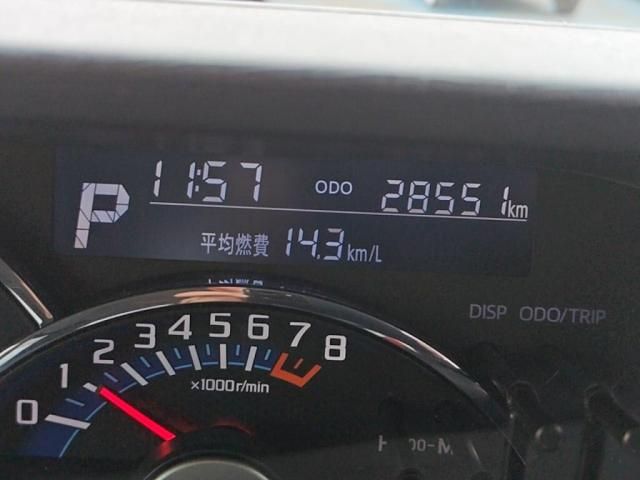 11:57 ODO 28551km
P
平均燃費 14.3km/L
DISP ODO/TRIP
0 1 2 3 4 5 6 7 8
×1000r/min